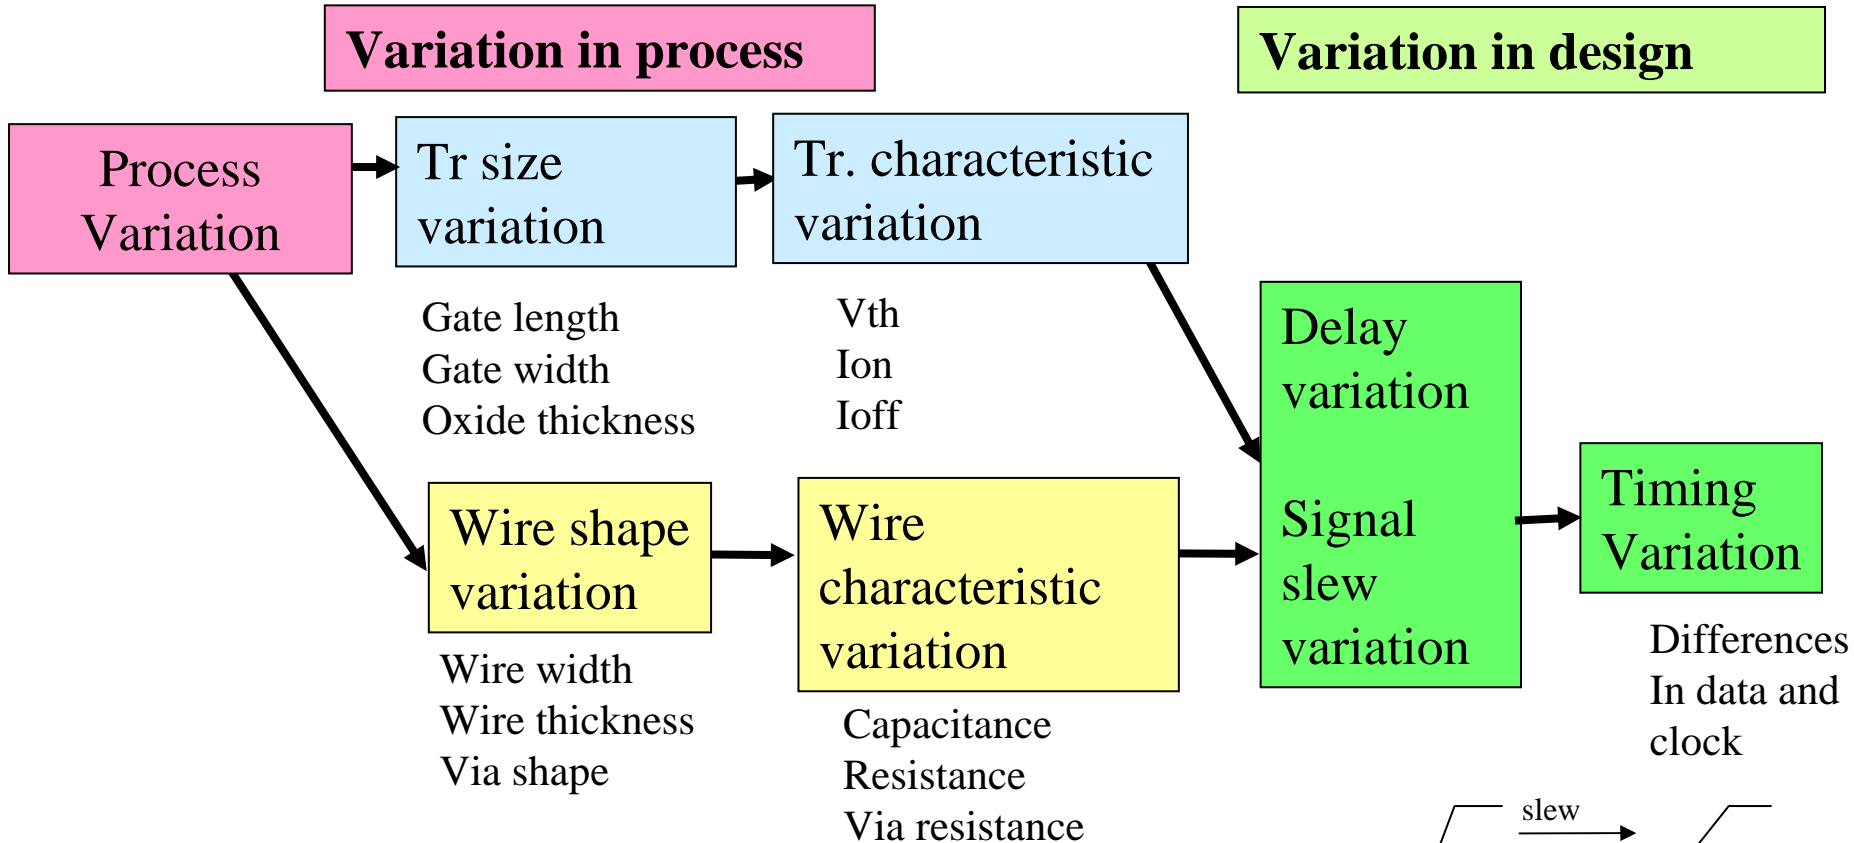 Variation in process
Variation in design
Process
Variation
Tr size
variation
Tr. characteristic
variation
Gate length
Gate width
Oxide thickness
Vth
Ion
Ioff
Delay
variation
Signal
slew
variation
Timing
Variation
Wire shape
variation
Wire
characteristic
variation
Wire width
Wire thickness
Via shape
Capacitance
Resistance
Via resistance
Differences
In data and
clock
slew